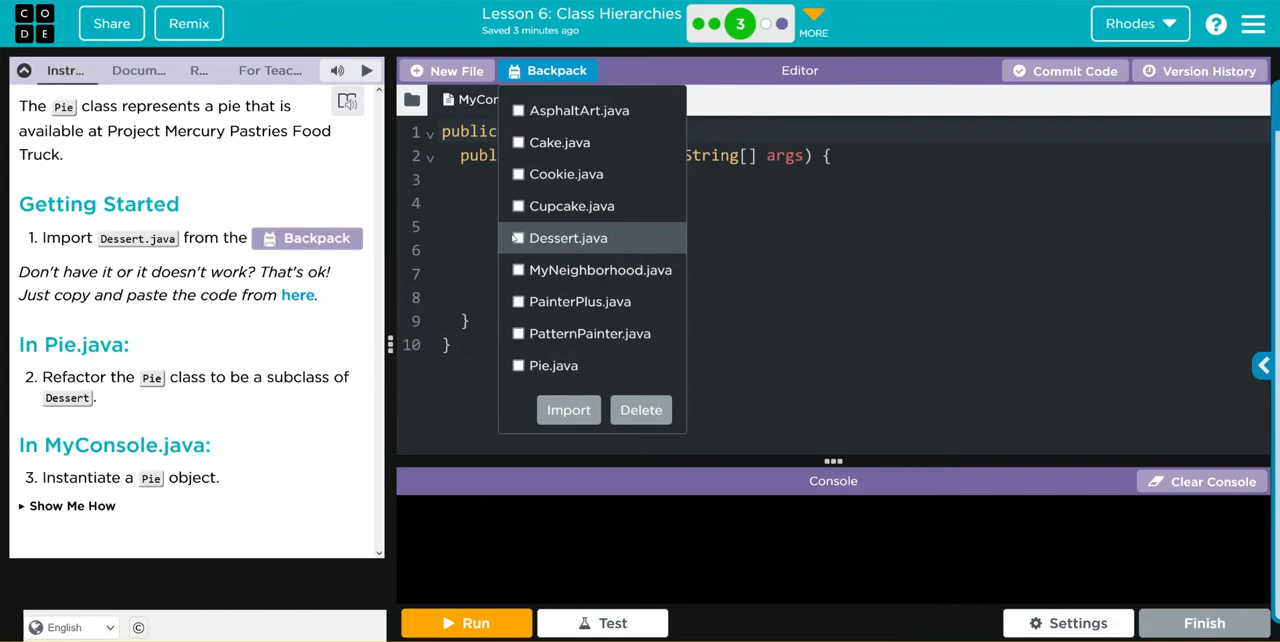 C O
D E
Share
Remix
Lesson 6: Class Hierarchies
Saved 3 minutes ago
3
MORE
Rhodes
?
Instr...
Docum...
R...
For Teac...
New File
Backpack
Editor
Commit Code
Version History
The Pie class represents a pie that is
available at Project Mercury Pastries Food
Truck.
Getting Started
1. Import Dessert.java from the Backpack
Don't have it or it doesn't work? That's ok!
Just copy and paste the code from here.
In Pie.java:
2. Refactor the Pie class to be a subclass of
Dessert.
In MyConsole.java:
3. Instantiate a Pie object.
Show Me How
MyCon
AsphaltArt.java
Cake.java
Cookie.java
Cupcake.java
Dessert.java
MyNeighborhood.java
PainterPlus.java
PatternPainter.java
Pie.java
Import
Delete
1 public
2 publ String[] args) {
3
4
5
6
7
8
9 }
10 }
Console
Clear Console
English
©
Run
Test
Settings
Finish